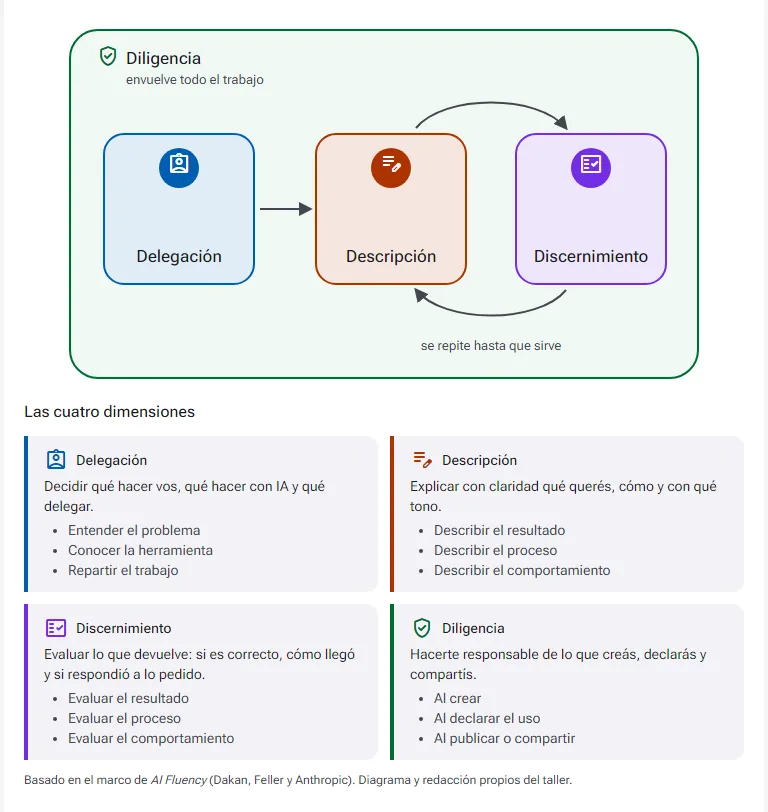 Diligencia
envuelve todo el trabajo
Delegación
Descripción
Discernimiento
se repite hasta que sirve
Las cuatro dimensiones
Delegación
Decidir qué hacer vos, qué hacer con IA y qué
delegar.
• Entender el problema
• Conocer la herramienta
• Repartir el trabajo
Descripción
Explicar con claridad qué querés, cómo y con qué
tono.
• Describir el resultado
• Describir el proceso
• Describir el comportamiento
Discernimiento
Evaluar lo que devuelve: si es correcto, cómo llegó
y si respondió a lo pedido.
• Evaluar el resultado
• Evaluar el proceso
• Evaluar el comportamiento
Diligencia
Hacerte responsable de lo que creás, declarás y
compartís.
• Al crear
• Al declarar el uso
• Al publicar o compartir
Basado en el marco de AI Fluency (Dakan, Feller y Anthropic). Diagrama y redacción propios del taller.